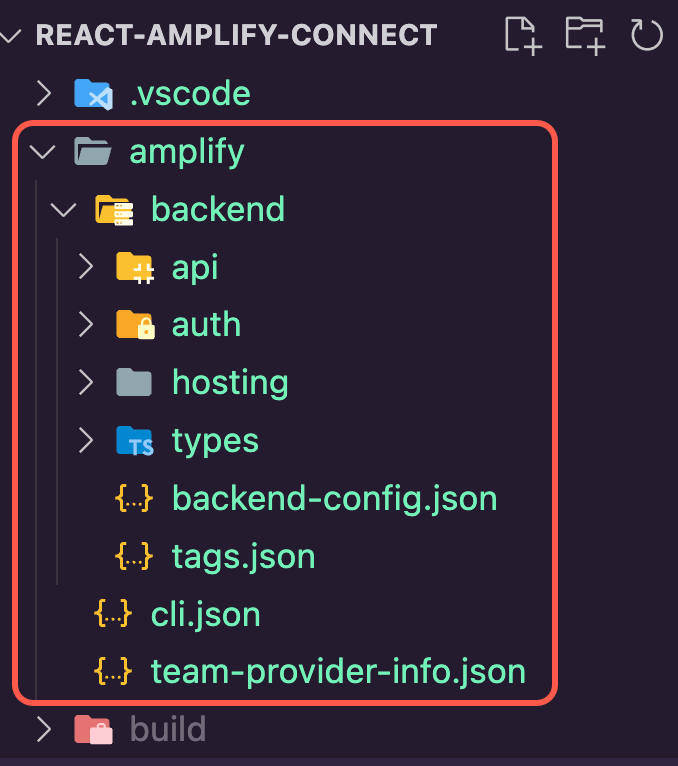 REACT-AMPLIFY-CONNECT
.vscode
amplify
backend
api
auth
hosting
TS types
{...} backend-config.json
{...} tags.json
{...} cli.json
{...} team-provider-info.json
build